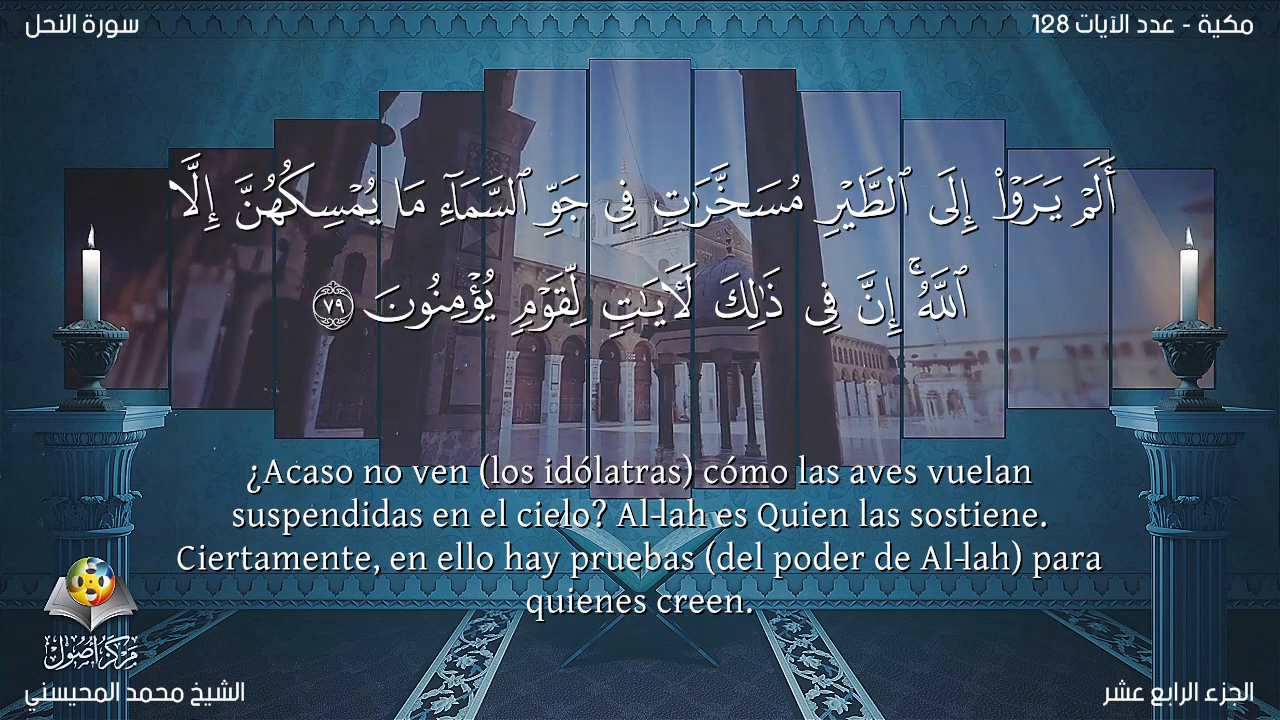 سورة النحل
مكية - عدد الآيات 128
أَلَمْ يَرَوْا۟ إِلَى ٱلطَّيْرِ مُسَخَّرَٰتٍ فِى جَوِّ ٱلسَّمَآءِ مَا يُمْسِكُهُنَّ إِلَّا
ٱللَّهُ ۚ إِنَّ فِى ذَٰلِكَ لَـَٔايَـٰتٍ لِّقَوْمٍ يُؤْمِنُونَ ٧٩
¿Acaso no ven (los idólatras) cómo las aves vuelan
suspendidas en el cielo? Al-lah es Quien las sostiene.
Ciertamente, en ello hay pruebas (del poder de Al-lah) para
quienes creen.
مركز أصول
الشيخ محمد المحيسني
الجزء الرابع عشر